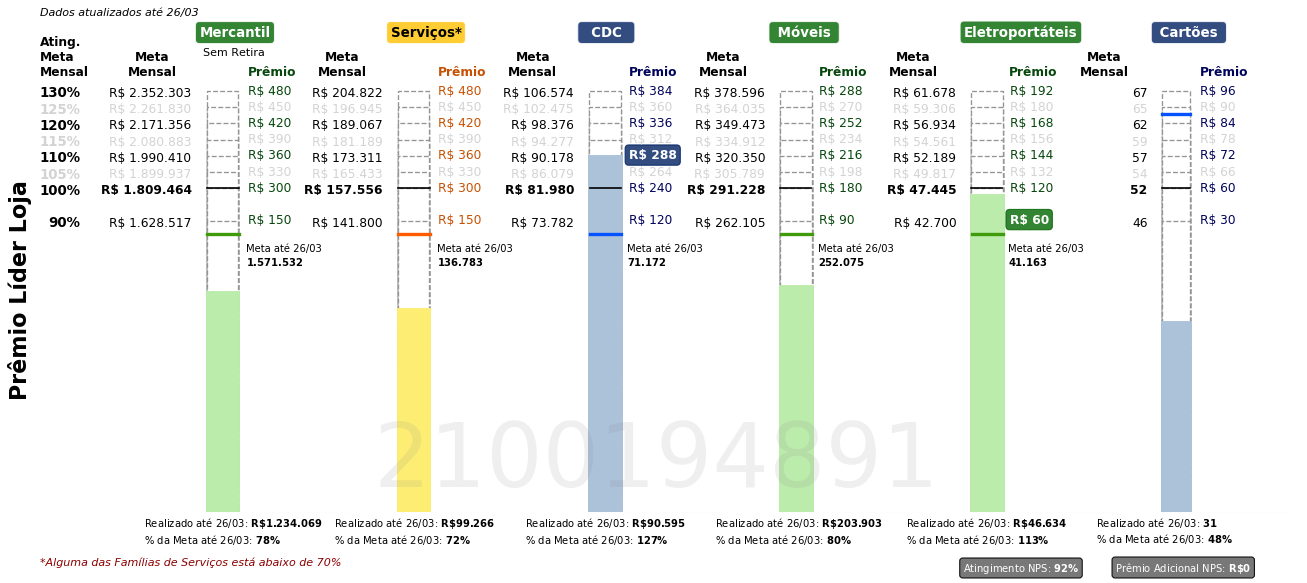 Dados atualizados até 26/03
Mercantil Serviços* CDC Móveis Eletroportáteis Cartões
Sem Retira
Ating. Meta Mensal
Meta Mensal Prêmio Meta Mensal Prêmio Meta Mensal Prêmio Meta Mensal Prêmio Meta Mensal Prêmio Meta Mensal Prêmio
130% R$ 2.352.303 R$ 480 R$ 204.822 R$ 480 R$ 106.574 R$ 384 R$ 378.596 R$ 288 R$ 61.678 R$ 192 67 R$ 96
125% R$ 2.261.830 R$ 450 R$ 196.945 R$ 450 R$ 102.475 R$ 360 R$ 364.035 R$ 270 R$ 59.306 R$ 180 65 R$ 90
120% R$ 2.171.356 R$ 420 R$ 189.067 R$ 420 R$ 98.376 R$ 336 R$ 349.473 R$ 252 R$ 56.934 R$ 168 62 R$ 84
115% R$ 2.080.883 R$ 390 R$ 181.189 R$ 390 R$ 94.277 R$ 312 R$ 334.912 R$ 234 R$ 54.561 R$ 156 59 R$ 78
110% R$ 1.990.410 R$ 360 R$ 173.311 R$ 360 R$ 90.178 R$ 288 R$ 320.350 R$ 216 R$ 52.189 R$ 144 57 R$ 72
105% R$ 1.899.937 R$ 330 R$ 165.433 R$ 330 R$ 86.079 R$ 264 R$ 305.789 R$ 198 R$ 49.817 R$ 132 54 R$ 66
100% R$ 1.809.464 R$ 300 R$ 157.556 R$ 300 R$ 81.980 R$ 240 R$ 291.228 R$ 180 R$ 47.445 R$ 120 52 R$ 60
90% R$ 1.628.517 R$ 150 R$ 141.800 R$ 150 R$ 73.782 R$ 120 R$ 262.105 R$ 90 R$ 42.700 R$ 60 46 R$ 30
Meta até 26/03 Meta até 26/03 Meta até 26/03 Meta até 26/03 Meta até 26/03
1.571.532 136.783 71.172 252.075 41.163
Prêmio Líder Loja
2100194891
Realizado até 26/03: R$1.234.069 Realizado até 26/03: R$99.266 Realizado até 26/03: R$90.595 Realizado até 26/03: R$203.903 Realizado até 26/03: R$46.634 Realizado até 26/03: 31
% da Meta até 26/03: 78% % da Meta até 26/03: 72% % da Meta até 26/03: 127% % da Meta até 26/03: 80% % da Meta até 26/03: 113% % da Meta até 26/03: 48%
*Alguma das Famílias de Serviços está abaixo de 70%
Atingimento NPS: 92% Prêmio Adicional NPS: R$0